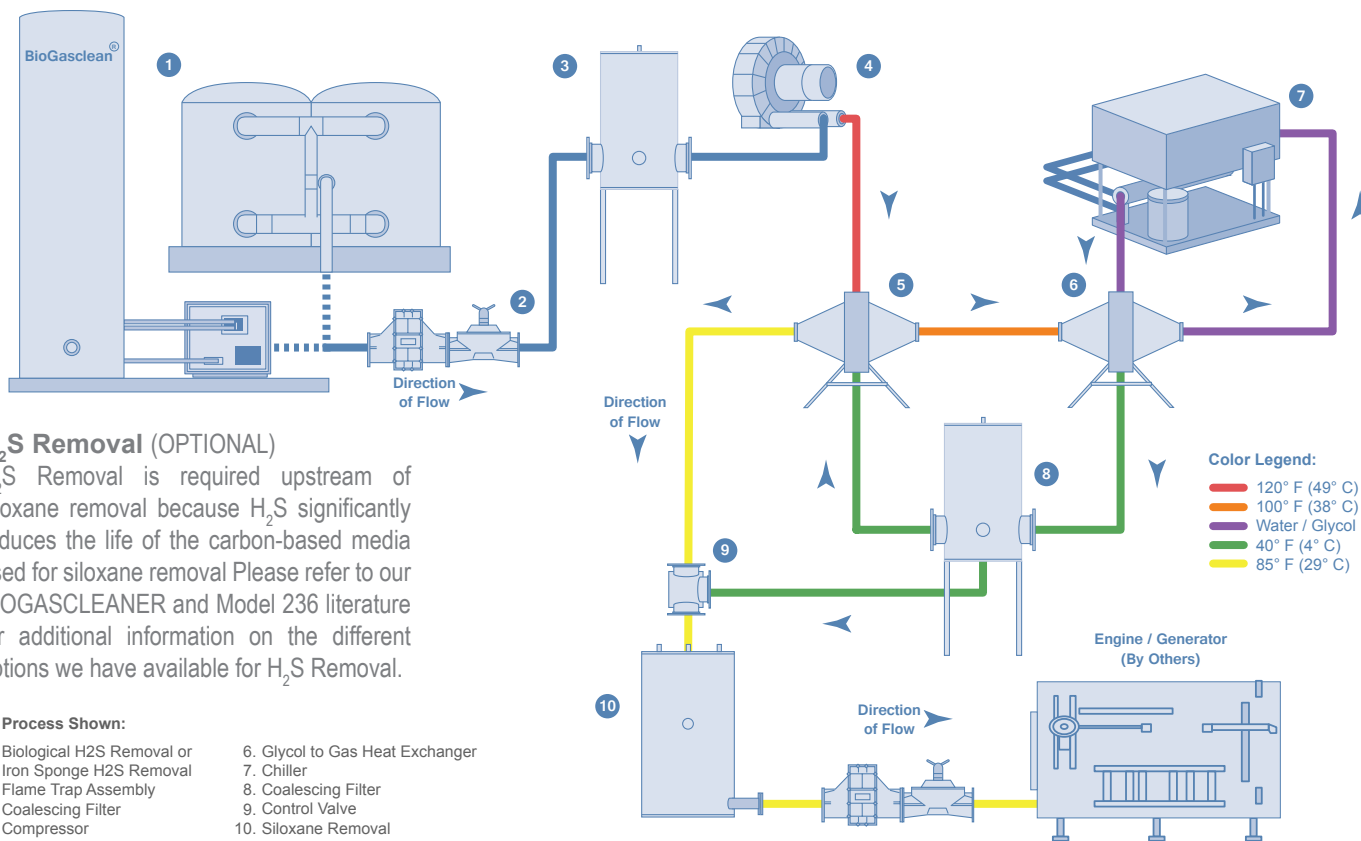 BioGasclean®
1
2
3
4
5
6
7
8
9
10
Direction
of Flow
Direction
of Flow
Direction
of Flow
Engine / Generator
(By Others)
Color Legend:
120° F (49° C)
100° F (38° C)
Water / Glycol
40° F (4° C)
85° F (29° C)
2S Removal (OPTIONAL)
2S Removal is required upstream of
loxane removal because H2S significantly
duces the life of the carbon-based media
sed for siloxane removal Please refer to our
OGASCLEANER and Model 236 literature
r additional information on the different
ptions we have available for H2S Removal.
Process Shown:
Biological H2S Removal or
Iron Sponge H2S Removal
Flame Trap Assembly
Coalescing Filter
Compressor
6. Glycol to Gas Heat Exchanger
7. Chiller
8. Coalescing Filter
9. Control Valve
10. Siloxane Removal